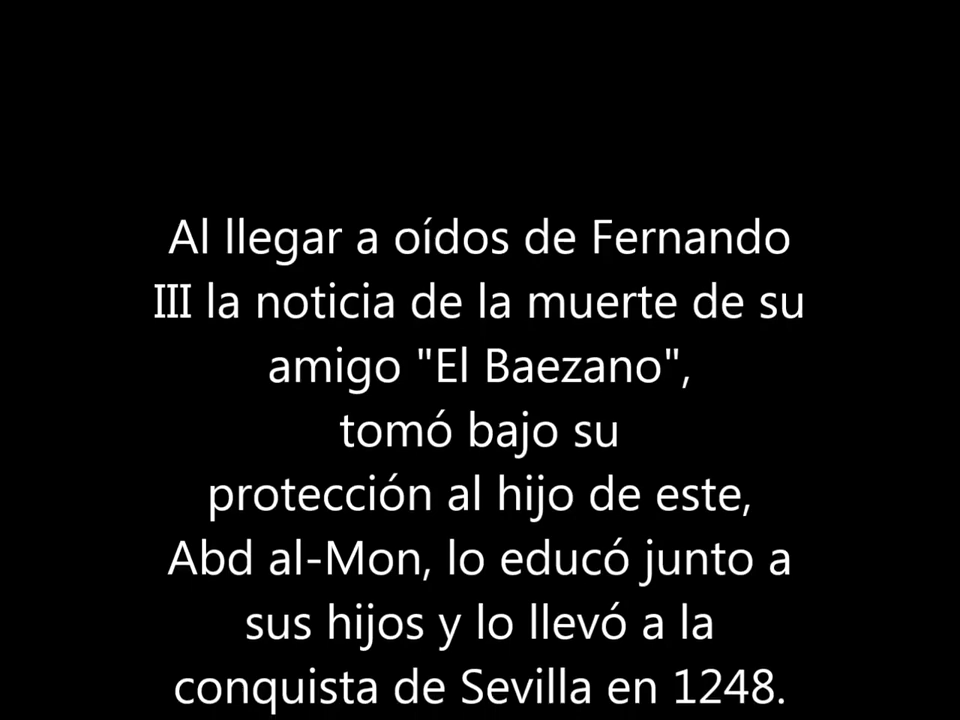 Al llegar a oídos de Fernando
III la noticia de la muerte de su
amigo "El Baezano",
tomó bajo su
protección al hijo de este,
Abd al-Mon, lo educó junto a
sus hijos y lo llevó a la
conquista de Sevilla en 1248.